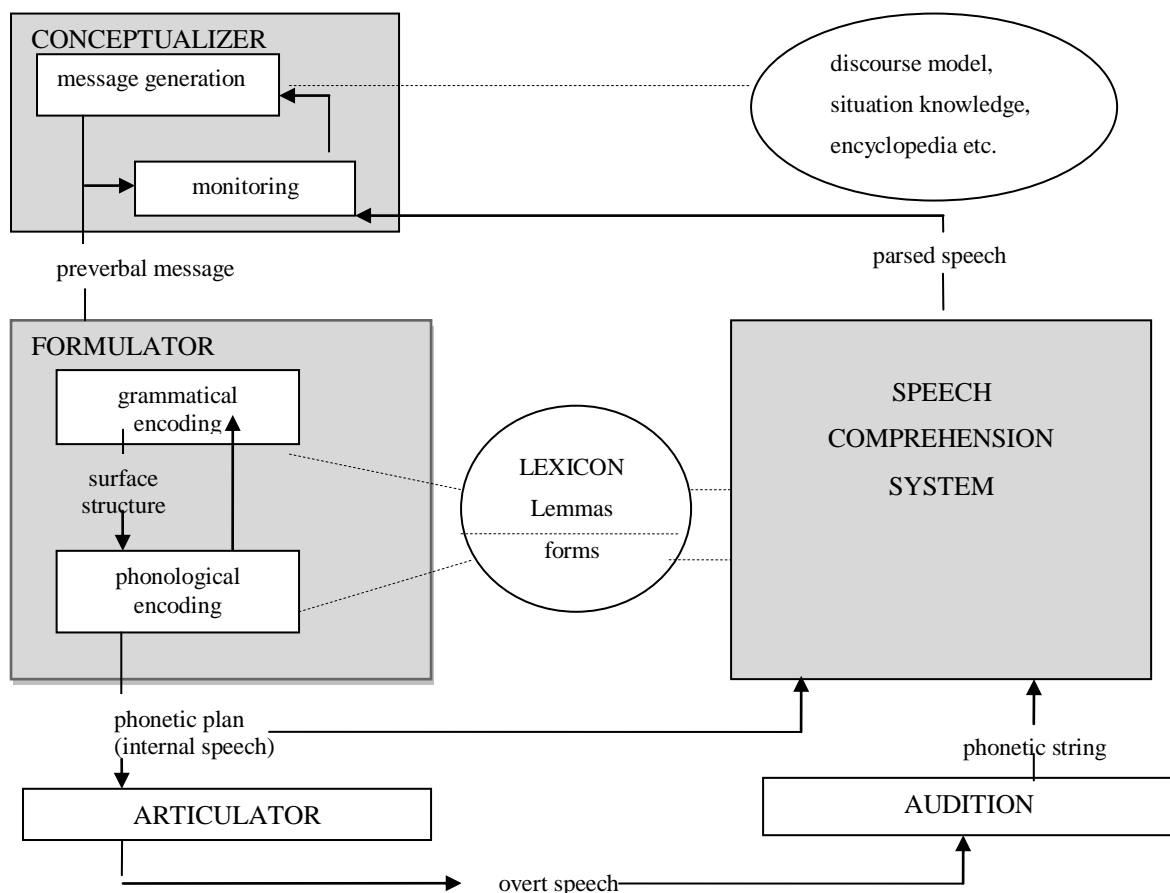 CONCEPTUALIZER
message generation
monitoring
discourse model,
situation knowledge,
encyclopedia etc.
preverbal message
parsed speech
FORMULATOR
grammatical
encoding
surface
structure
phonological
encoding
LEXICON
Lemmas
forms
SPEECH
COMPREHENSION
SYSTEM
phonetic plan
(internal speech)
phonetic string
ARTICULATOR
AUDITION
overt speech